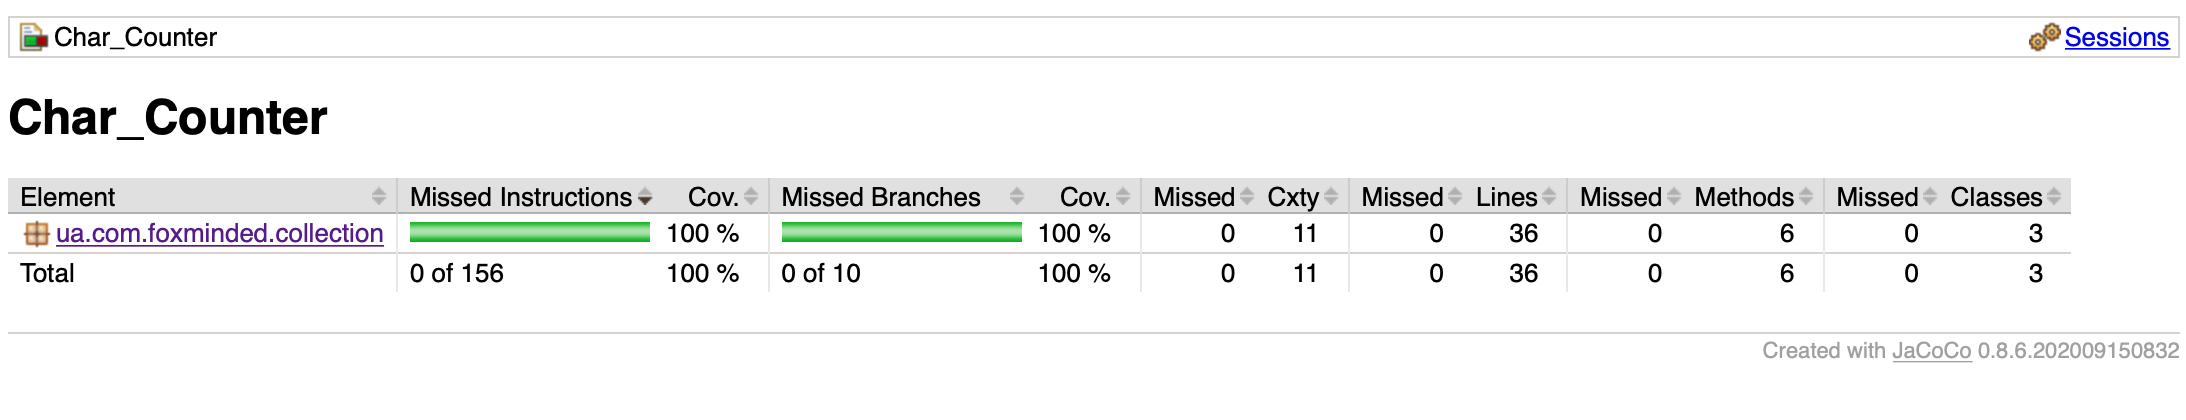 Char_Counter Sessions
Char_Counter
Element Missed Instructions Cov. Missed Branches Cov. Missed Cxty Missed Lines Missed Methods Missed Classes
ua.com.foxminded.collection 100 % 100 % 0 11 0 36 0 6 0 3
Total 0 of 156 100 % 0 of 10 100 % 0 11 0 36 0 6 0 3
Created with JaCoCo 0.8.6.202009150832